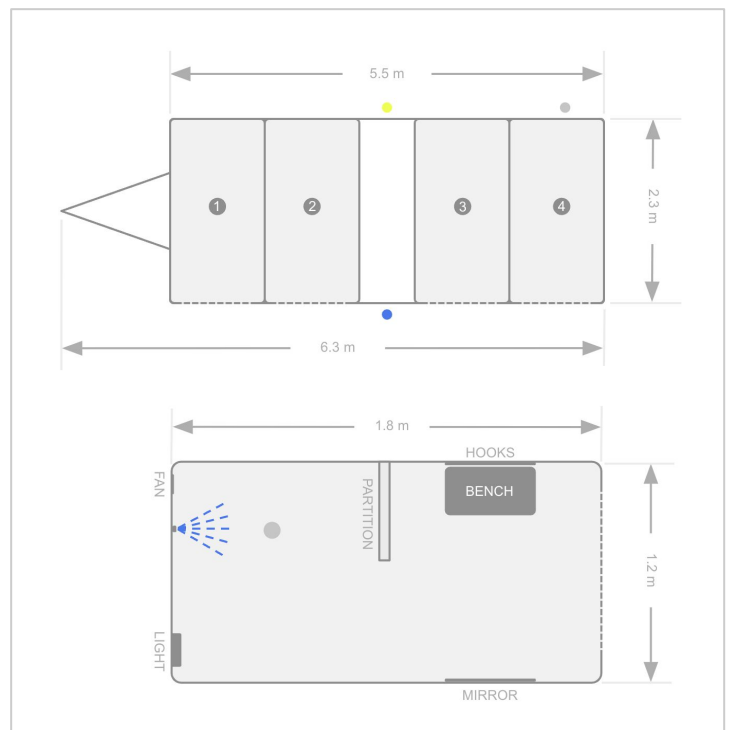 5.5 m
1
2
3
4
2.3 m
6.3 m
1.8 m
HOOKS
FAN
PARTITION
BENCH
1.2 m
LIGHT
MIRROR